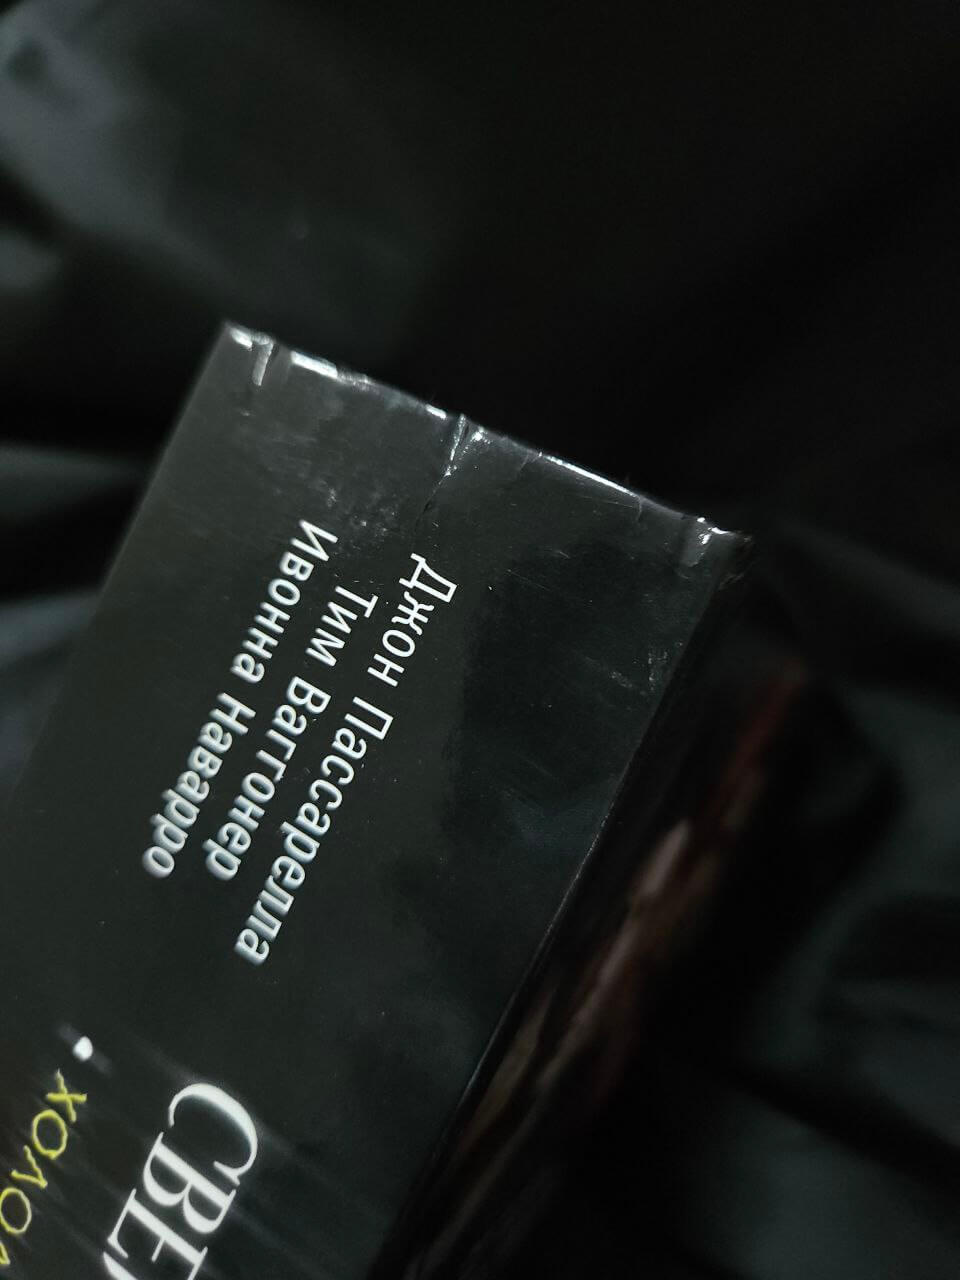 Джон Пассарелла
Тим Ваггонер
Ивонна Наварро